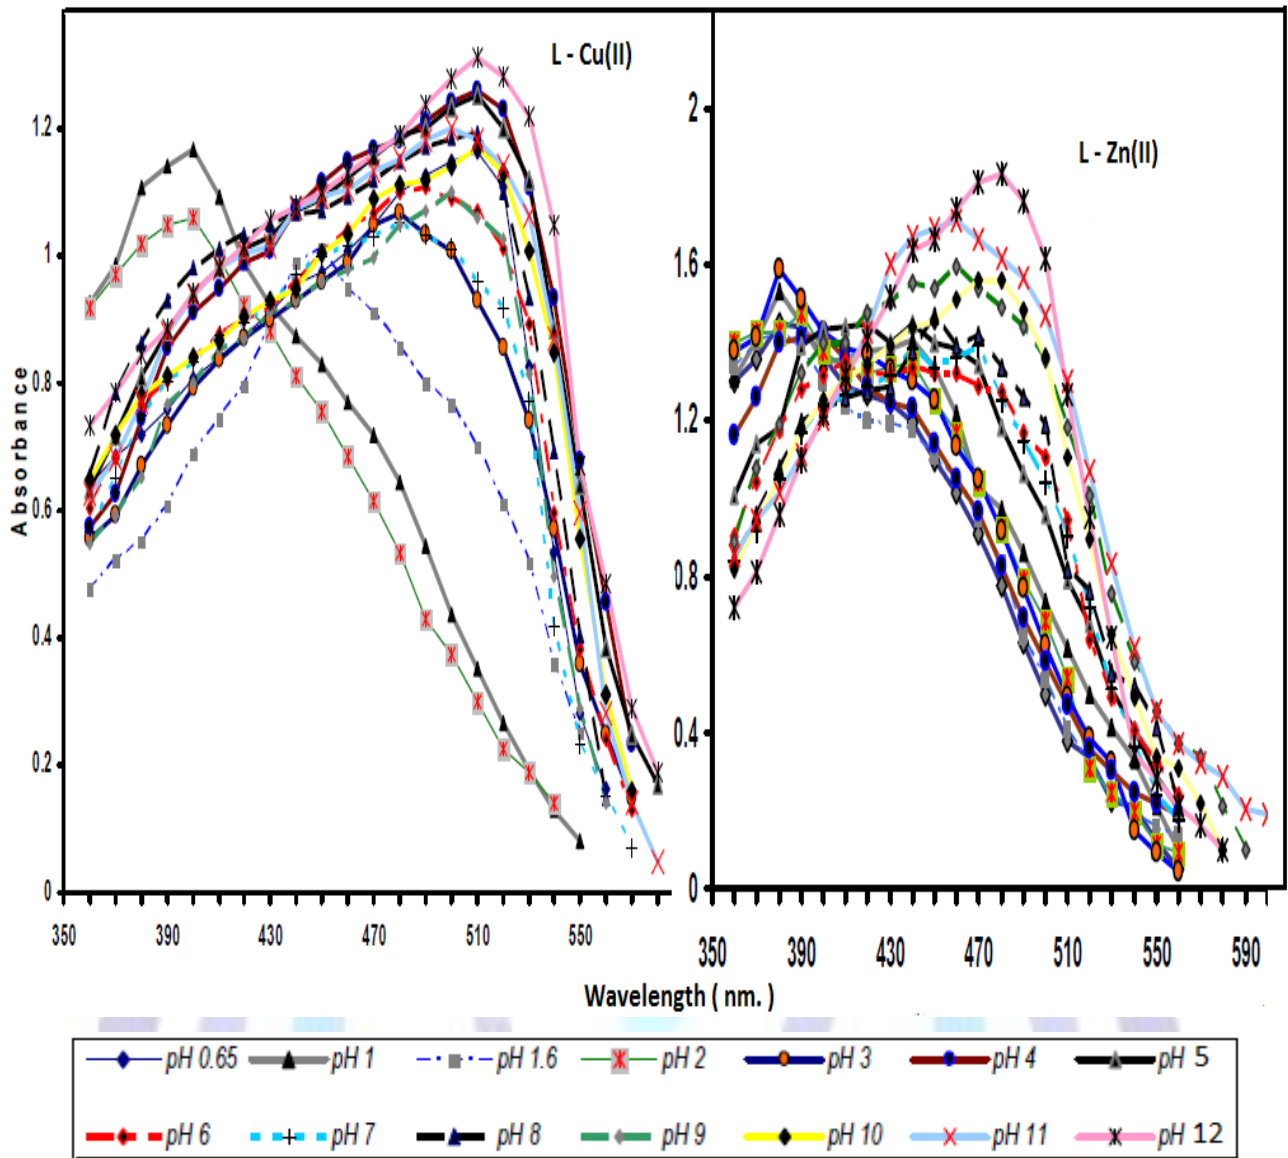 L - Cu(II)
1.2
1
0.8
0.6
0.4
0.2
0
Absorbance
350 390 430 470 510 550
L - Zn(II)
2
1.6
1.2
0.8
0.4
0
350 390 430 470 510 550 590
Wavelength ( nm. )
pH 0.65 pH 1 pH 1.6 pH 2 pH 3 pH 4 pH 5
pH 6 pH 7 pH 8 pH 9 pH 10 pH 11 pH 12